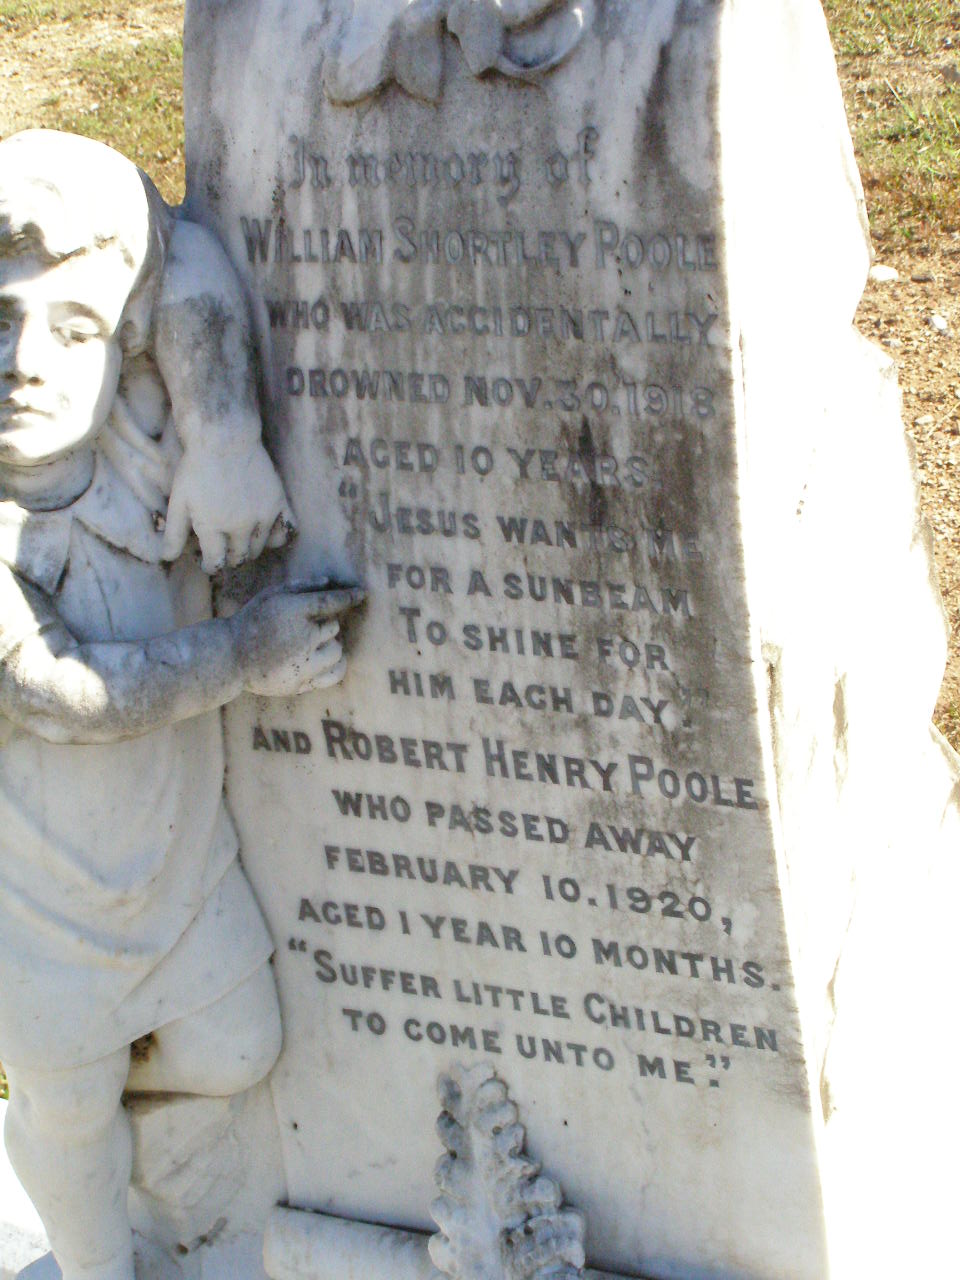 In memory of
WILLIAM SHORTLEY POOLE
WHO WAS ACCIDENTALLY
DROWNED NOV. 30. 1918
AGED 10 YEARS
"JESUS WANTS ME
FOR A SUNBEAM
TO SHINE FOR
HIM EACH DAY."
AND ROBERT HENRY POOLE
WHO PASSED AWAY
FEBRUARY 10. 1920,
AGED 1 YEAR 10 MONTHS.
"SUFFER LITTLE CHILDREN
TO COME UNTO ME."